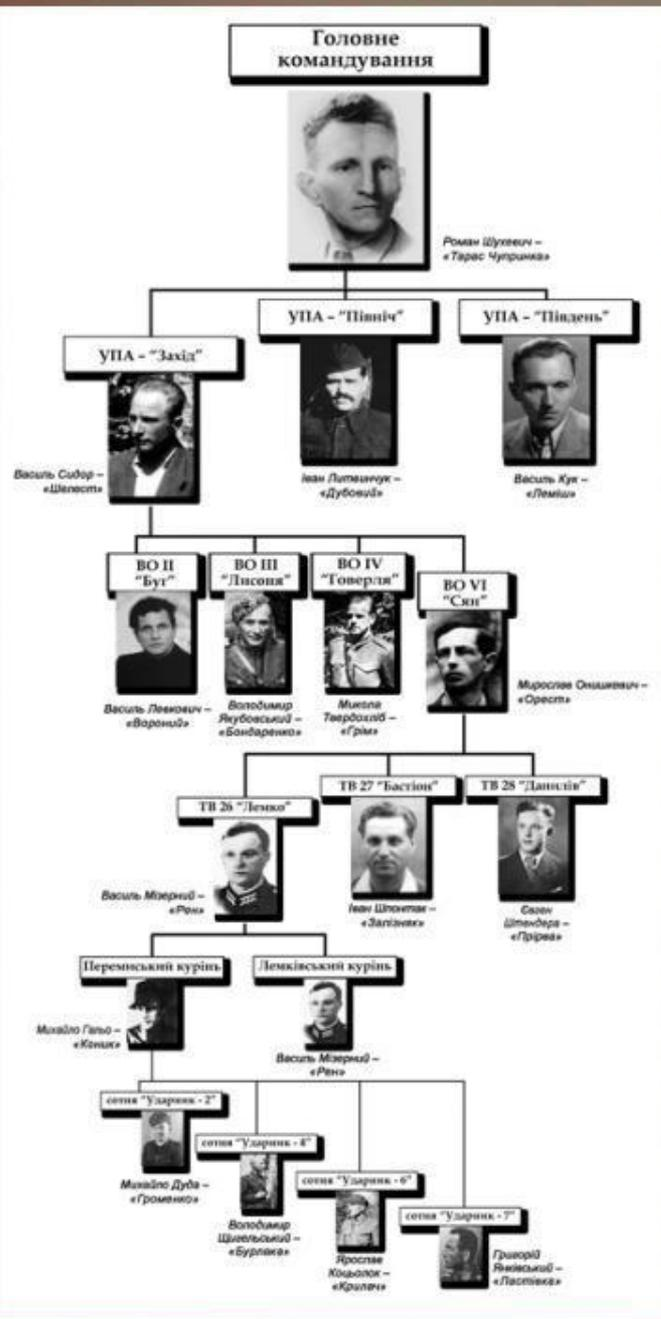 Головне
командування
Роман Шухевич –
«Тарас Чупринка»
УПА – "Захід"
УПА – "Північ"
УПА – "Південь"
Василь Сидор –
«Шелест»
Іван Литвинчук –
«Дубовий»
Василь Кук –
«Леміш»
ВО ІІ
"Буг"
ВО ІІІ
"Лисоня"
ВО IV
"Говерля"
ВО VI
"Сян"
Василь Левкович –
«Вороний»
Володимир
Якубовський –
«Бондаренко»
Микола
Твердохліб –
«Грім»
Мирослав Онишкевич –
«Орест»
ТВ 26 "Лемко"
ТВ 27 "Бастіон"
ТВ 28 "Данилів"
Василь Мізерний –
«Рен»
Іван Шпонтак –
«Залізняк»
Євген
Штендера –
«Прірва»
Перемиський курінь
Лемківський курінь
Михайло Гальо –
«Коник»
Василь Мізерний –
«Рен»
сотня "Ударник - 2"
сотня "Ударник - 4"
сотня "Ударник - 6"
сотня "Ударник - 7"
Михайло Дуда –
«Громенко»
Володимир
Щигельський –
«Бурлака»
Ярослав
Коцьолок –
«Крилач»
Григорій
Янківський –
«Ластівка»